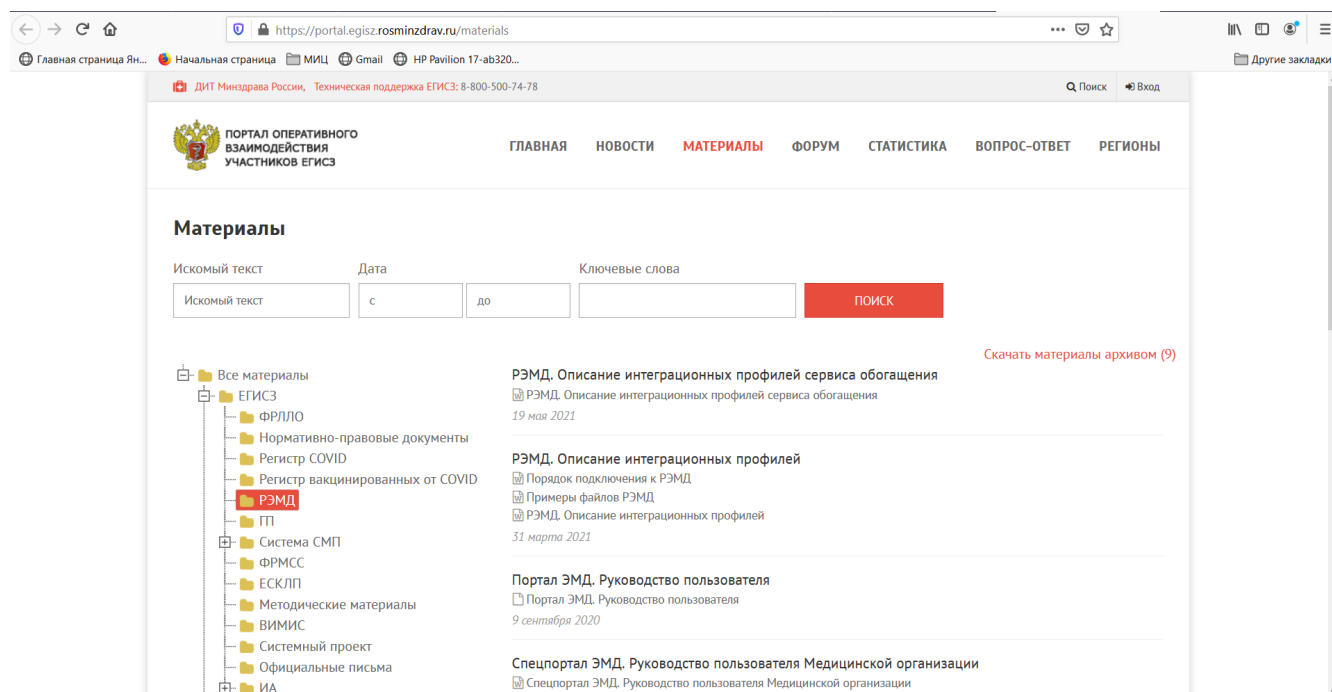 https://portal.egisz.rosminzdrav.ru/materials
Главная страница Ян...
Начальная страница
МИЦ
Gmail
HP Pavilion 17-ab320...
Другие закладки
ДИТ Минздрава России, Техническая поддержка ЕГИСЗ: 8-800-500-74-78
Поиск
Вход
ПОРТАЛ ОПЕРАТИВНОГО
ВЗАИМОДЕЙСТВИЯ
УЧАСТНИКОВ ЕГИСЗ
ГЛАВНАЯ
НОВОСТИ
МАТЕРИАЛЫ
ФОРУМ
СТАТИСТИКА
ВОПРОС-ОТВЕТ
РЕГИОНЫ
Материалы
Искомый текст
Дата
Ключевые слова
Искомый текст
с
до
ПОИСК
Скачать материалы архивом (9)
Все материалы
ЕГИСЗ
ФРЛЛО
Нормативно-правовые документы
Регистр COVID
Регистр вакцинированных от COVID
РЭМД
ГП
Система СМП
ФРМСС
ЕСКЛП
Методические материалы
ВИМИС
Системный проект
Официальные письма
ИА
РЭМД. Описание интеграционных профилей сервиса обогащения
РЭМД. Описание интеграционных профилей сервиса обогащения
19 мая 2021
РЭМД. Описание интеграционных профилей
Порядок подключения к РЭМД
Примеры файлов РЭМД
РЭМД. Описание интеграционных профилей
31 марта 2021
Портал ЭМД. Руководство пользователя
Портал ЭМД. Руководство пользователя
9 сентября 2020
Спецпортал ЭМД. Руководство пользователя Медицинской организации
Спецпортал ЭМД. Руководство пользователя Медицинской организации